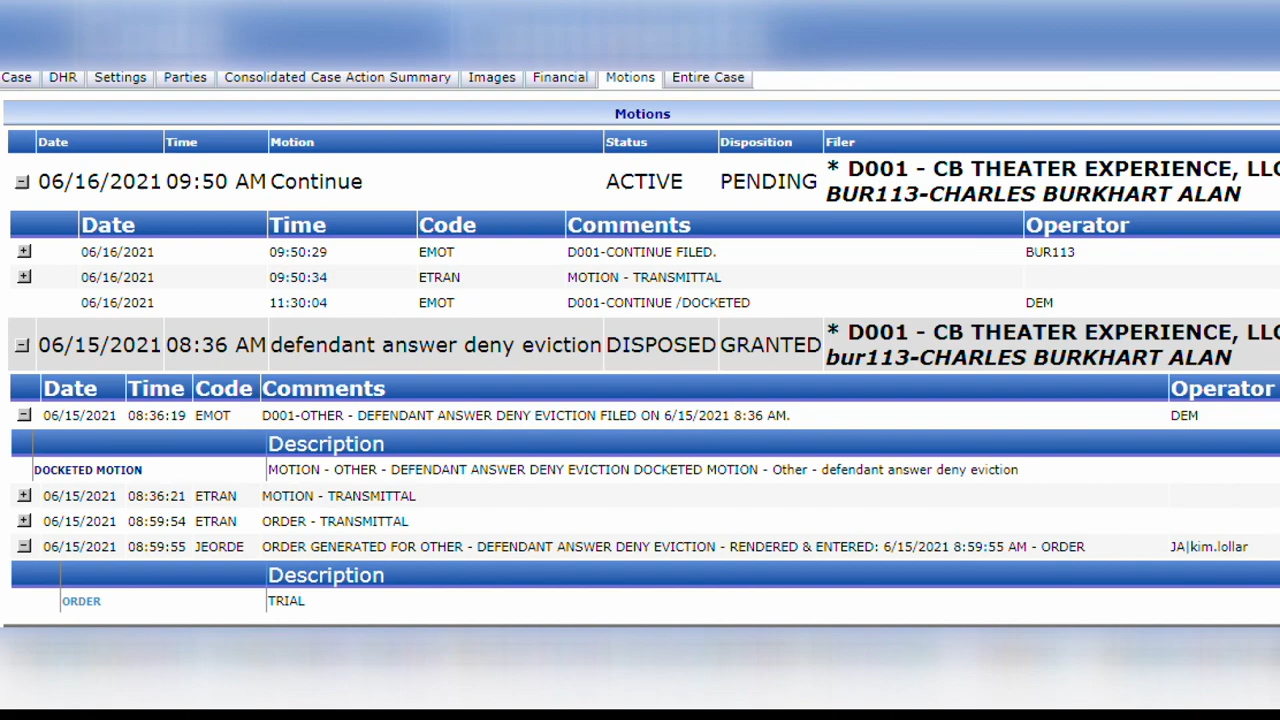 Case DHR Settings Parties Consolidated Case Action Summary Images Financial Motions Entire Case
Motions
Date Time Motion Status Disposition Filer
06/16/2021 09:50 AM Continue ACTIVE PENDING * D001 - CB THEATER EXPERIENCE, LLC
BUR113-CHARLES BURKHART ALAN
Date Time Code Comments Operator
06/16/2021 09:50:29 EMOT D001-CONTINUE FILED. BUR113
06/16/2021 09:50:34 ETRAN MOTION - TRANSMITTAL
06/16/2021 11:30:04 EMOT D001-CONTINUE /DOCKETED DEM
06/15/2021 08:36 AM defendant answer deny eviction DISPOSED GRANTED * D001 - CB THEATER EXPERIENCE, LLC
bur113-CHARLES BURKHART ALAN
Date Time Code Comments Operator
06/15/2021 08:36:19 EMOT D001-OTHER - DEFENDANT ANSWER DENY EVICTION FILED ON 6/15/2021 8:36 AM. DEM
Description
DOCKETED MOTION MOTION - OTHER - DEFENDANT ANSWER DENY EVICTION DOCKETED MOTION - Other - defendant answer deny eviction
06/15/2021 08:36:21 ETRAN MOTION - TRANSMITTAL
06/15/2021 08:59:54 ETRAN ORDER - TRANSMITTAL
06/15/2021 08:59:55 JEORDE ORDER GENERATED FOR OTHER - DEFENDANT ANSWER DENY EVICTION - RENDERED & ENTERED: 6/15/2021 8:59:55 AM - ORDER JA|kim.lollar
Description
ORDER TRIAL